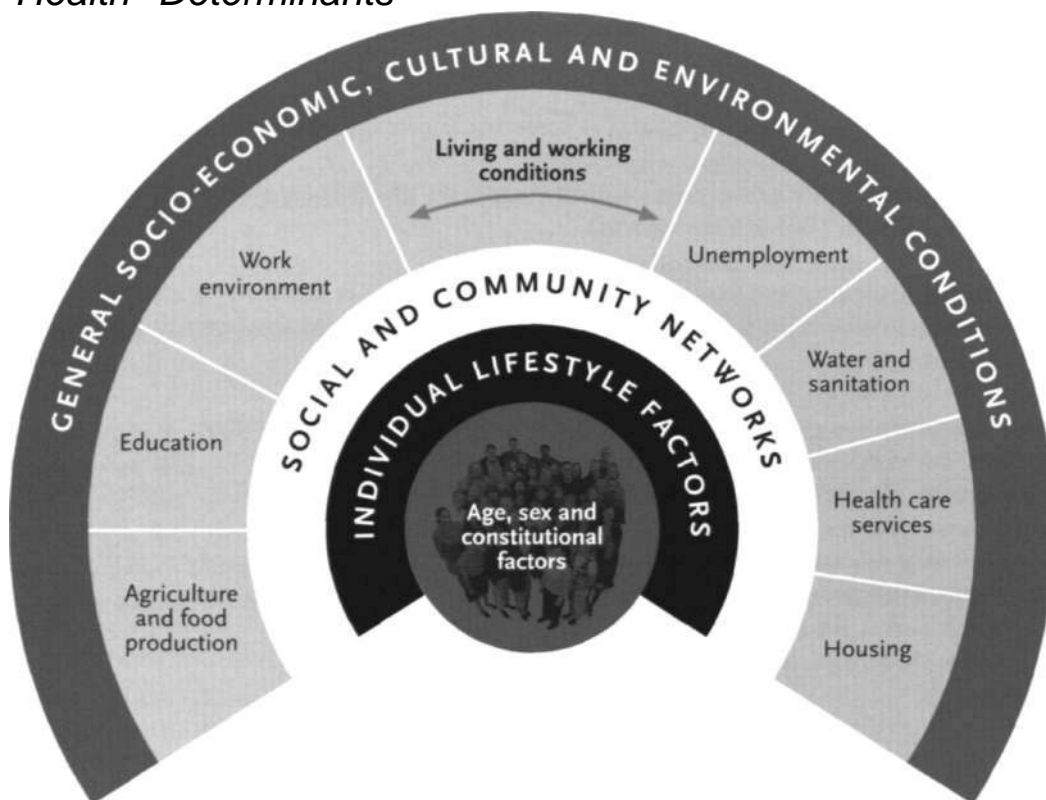 Health Determinants
GENERAL SOCIO-ECONOMIC, CULTURAL AND ENVIRONMENTAL CONDITIONS
Living and working
conditions
Work
environment
Unemployment
Education
Water and
sanitation
Agriculture
and food
production
Health care
services
Housing
SOCIAL AND COMMUNITY NETWORKS
INDIVIDUAL LIFESTYLE FACTORS
Age, sex and
constitutional
factors